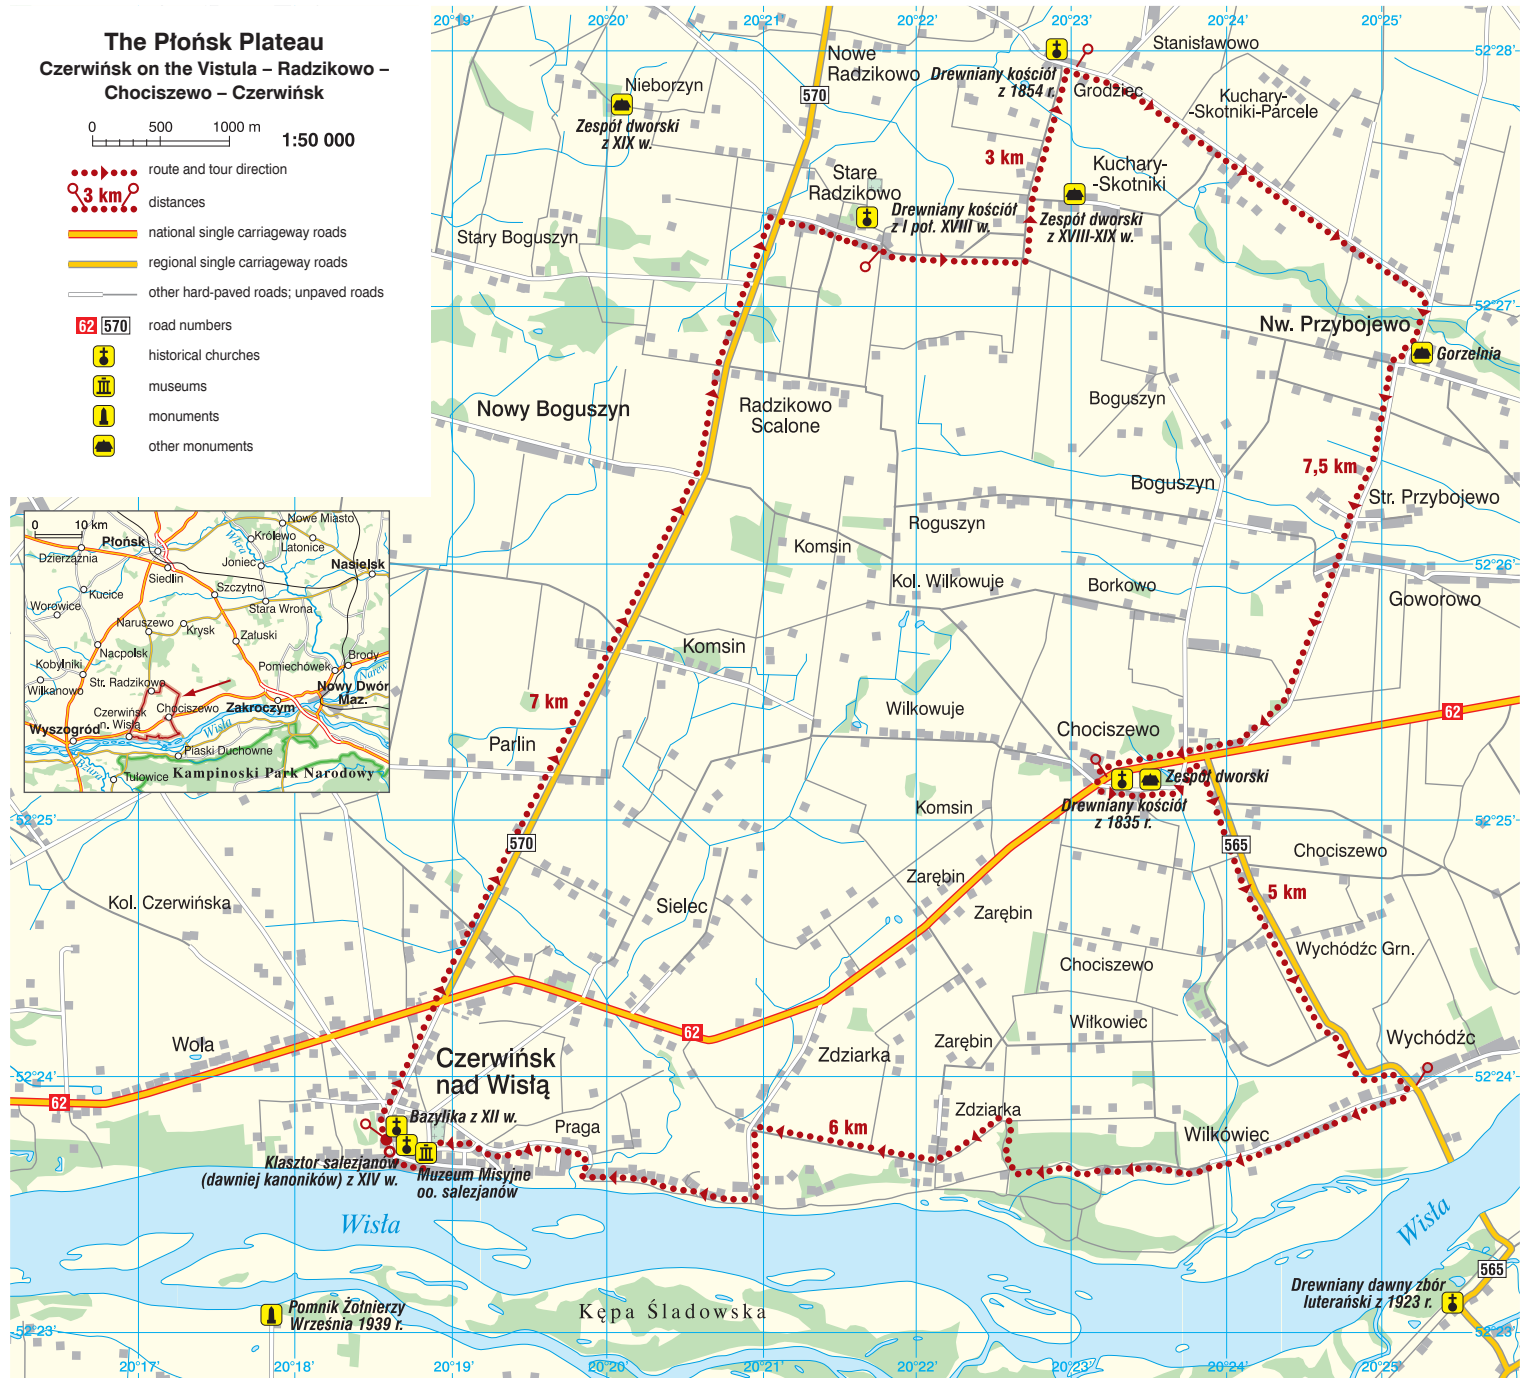 The Płońsk Plateau
Czerwińsk on the Vistula – Radzikowo –
Chociszewo – Czerwińsk
0 500 1000 m
1:50 000
route and tour direction
3 km
distances
national single carriageway roads
regional single carriageway roads
other hard-paved roads; unpaved roads
62 570
road numbers
historical churches
museums
monuments
other monuments
20°19' 20°20' 20°21' 20°22' 20°23' 20°24' 20°25'
52°28'
Nowe
Radzikowo
Stanisławowo
Drewniany kościół
z 1854 r.
Grodziec
Kuchary-
-Skotniki-Parcele
Nieborzyn
570
Zespół dworski
z XIX w.
3 km
Kuchary-
-Skotniki
Stare
Radzikowo
Drewniany kościół
z I poł. XVIII w.
Zespół dworski
z XVIII-XIX w.
Stary Boguszyn
52°27'
Nw. Przybojewo
Gorzelnia
Boguszyn
Nowy Boguszyn
Radzikowo
Scalone
7,5 km
Boguszyn
Str. Przybojewo
Roguszyn
Komsin
52°26'
Kol. Wilkowuje
Borkowo
Goworowo
Komsin
7 km
Wilkowuje
62
Chociszewo
Parlin
Zespół dworski
Komsin
Drewniany kościół
z 1835 r.
0 10 km
Nowe Miasto
Płońsk
Wkra
Królewo
Latonice
Dzierzążnia
Joniec
Nasielsk
Siedlin
Kucice
Szczytno
Worowice
Stara Wrona
Naruszewo
Krysk
Załuski
Nacpolsk
Brody
Kobylniki
Pomiechówek
Narew
Str. Radzikowo
Wilkanowo
Nowy Dwór
Maz.
Chociszewo
Zakroczym
Czerwińsk
n. Wisłą
Wyszogród
Wisła
Piaski Duchowne
Bzura
Tułowice
Kampinoski Park Narodowy
52°25' 52°25'
570
565
Chociszewo
Zarębin
5 km
Kol. Czerwińska
Sielec
Zarębin
Wychódźc Grn.
Chociszewo
Wiłkowiec
62
Wola
Zdziarka
Zarębin
Wychódźc
Czerwińsk
nad Wisłą
52°24' 52°24'
62
Bazylika z XII w.
Praga
6 km
Zdziarka
Wilkówiec
Klasztor salezjanów
(dawniej kanoników) z XIV w.
Muzeum Misyjne
oo. salezjanów
Wisła
Wisła
565
Drewniany dawny zbór
luterański z 1923 r.
Pomnik Żołnierzy
Września 1939 r.
Kępa Śladowska
52°23' 52°23'
20°17' 20°18' 20°19' 20°20' 20°21' 20°22' 20°23' 20°24' 20°25'